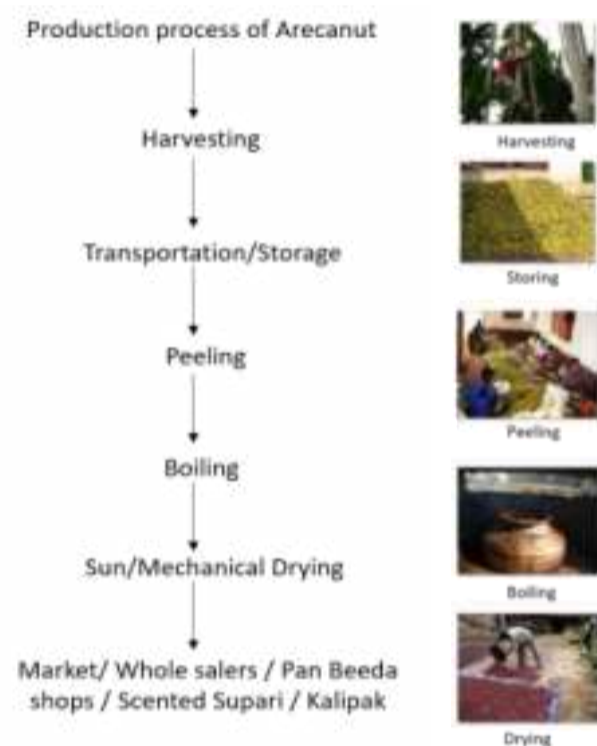 Production process of Arecanut
Harvesting
Transportation/Storage
Peeling
Boiling
Sun/Mechanical Drying
Market/ Whole salers / Pan Beeda
shops / Scented Supari / Kalipak
Harvesting
Storing
Peeling
Boiling
Drying